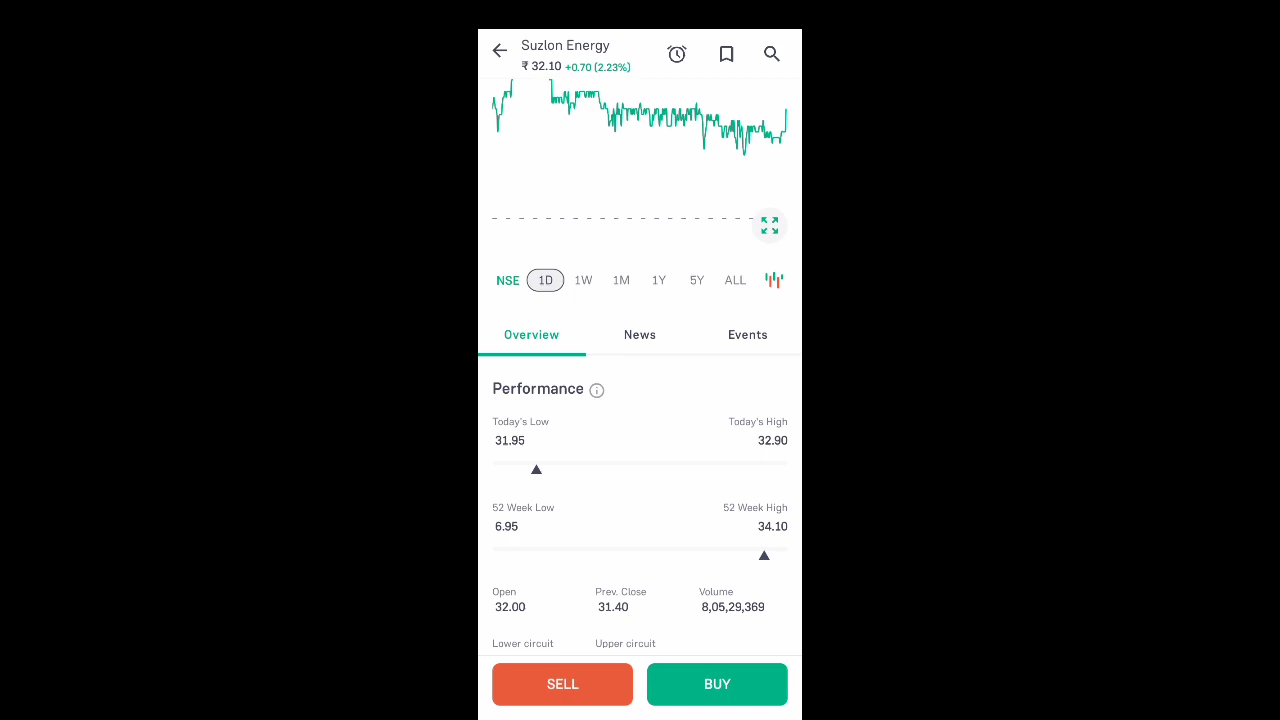 Suzlon Energy
₹ 32.10 +0.70 (2.23%)
NSE 1D 1W 1M 1Y 5Y ALL
Overview News Events
Performance
Today's Low Today's High
31.95 32.90
52 Week Low 52 Week High
6.95 34.10
Open Prev. Close Volume
32.00 31.40 8,05,29,369
Lower circuit Upper circuit
SELL BUY